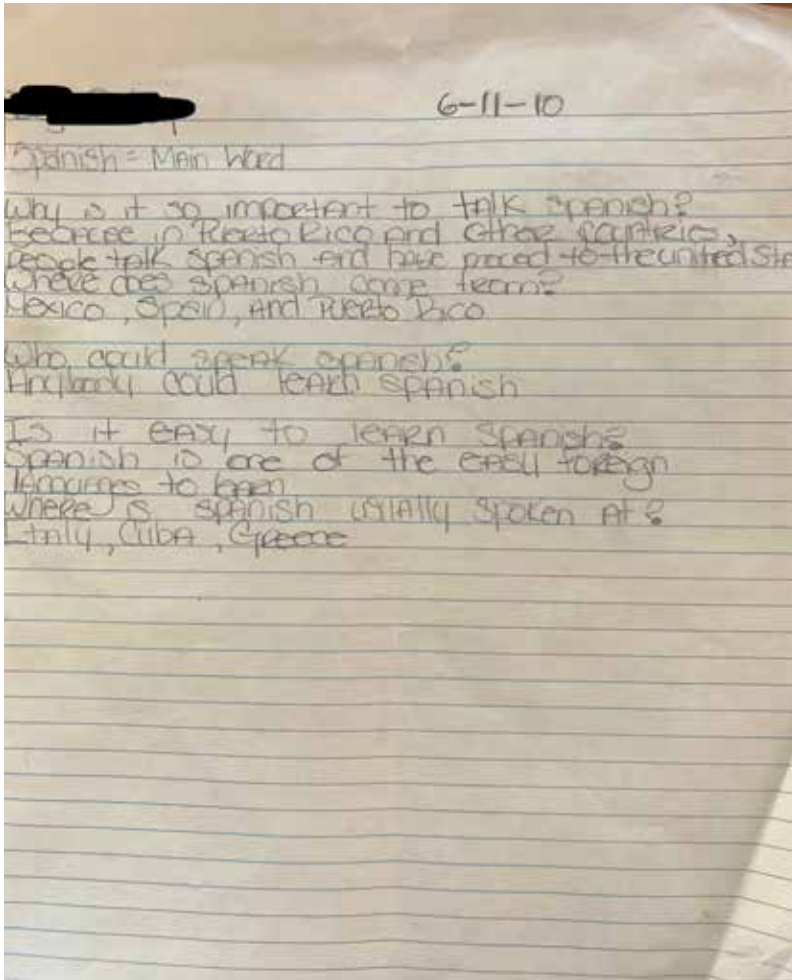 6-11-10
Spanish = Main Word
Why is it so important to talk Spanish?
Becarce in Puerto Rico and other countries,
people talk spanish and have moved to the united Sta
Where does spanish come from?
Mexico, Spain, And Puerto Rico
Who could speak spanish?
Anybody could learn spanish
Is it easy to learn Spanish?
Spanish is one of the easy foreign
languages to learn
Where is spanish usually spoken At?
Italy, Cuba, Greece